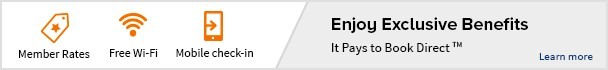 Member Rates
Free Wi-Fi
Mobile check-in
Enjoy Exclusive Benefits
It Pays to Book Direct ™
Learn more